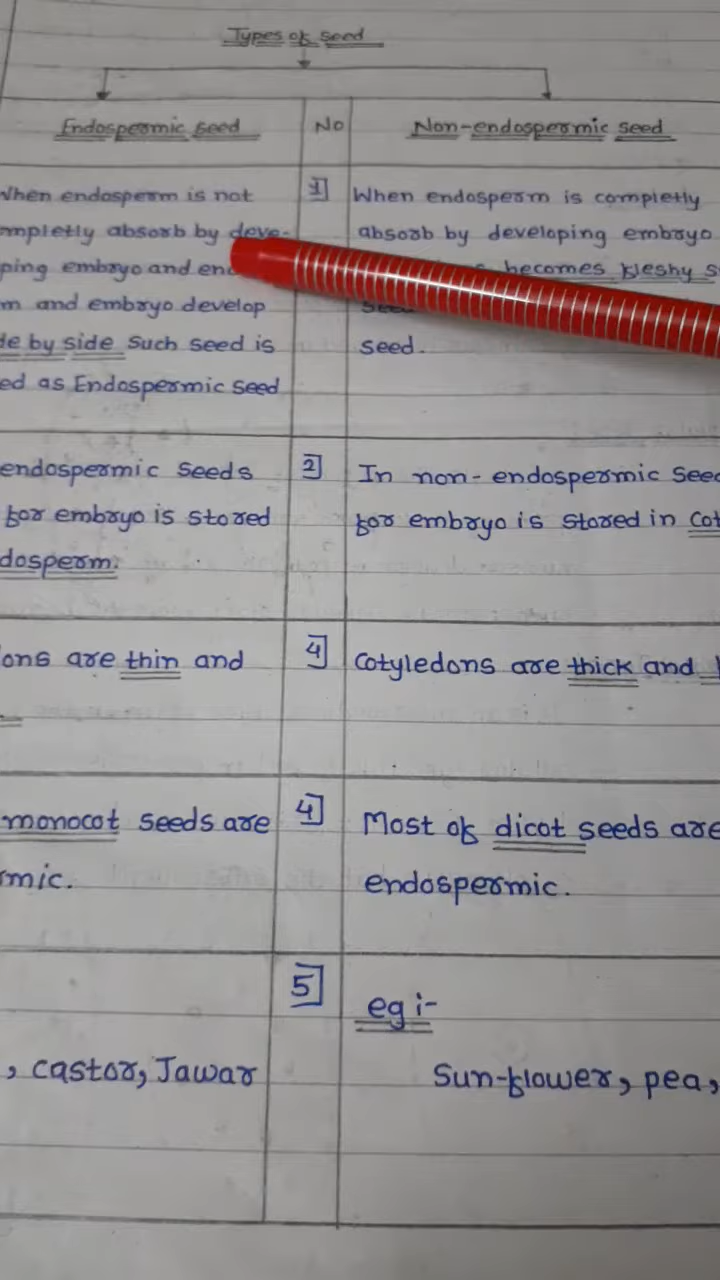 Types of seed
Endospermic seed No Non-endospermic seed
When endosperm is not
mpletly absorb by deve-
ping embryo and en
m and embryo develop
de by side such seed is
ed as Endospermic seed
1] When endosperm is completly
absorb by developing embryo
becomes fleshy s
seed.
endospermic seeds
for embryo is stored
dosperm.
2] In non-endospermic seed
for embryo is stored in cot
ons are thin and
4] Cotyledons are thick and
monocot seeds are
rmic.
4] Most of dicot seeds are
endospermic.
, castor, Jawar
5] eg :-
Sun-flower, pea,